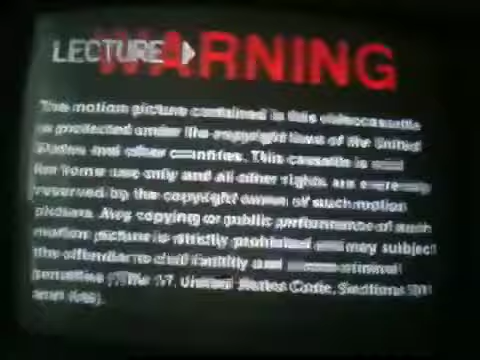 LECTURE
WARNING
The motion picture contained in this videocassette
is protected under the copyright laws of the United
States and other countries. This cassette is sold
for home use only and all other rights are expressly
reserved by the copyright owner of such motion
picture. Any copying or public performance of such
motion picture is strictly prohibited and may subject
the offender to civil liability and criminal
penalties (Title 17, United States Code, Sections 501
and 506).